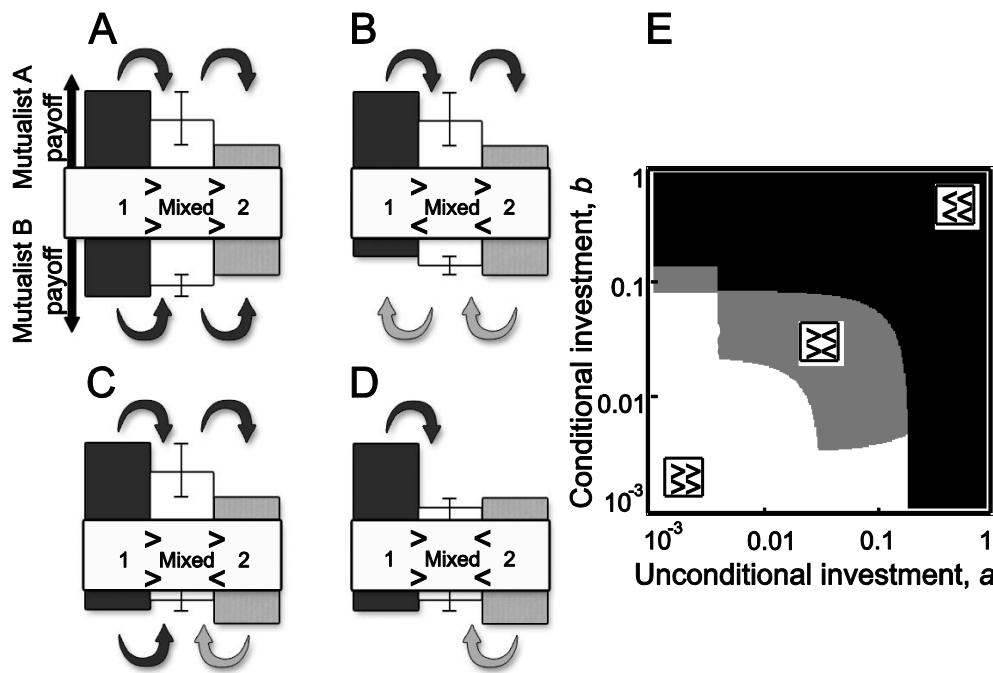 A
Mutualist A
payoff
> >
1 Mixed 2
> >
Mutualist B
payoff
B
> >
1 Mixed 2
< <
C
> >
1 Mixed 2
> <
D
> <
1 Mixed 2
> <
E
Conditional investment, b
1
0.1
0.01
10-3
10-3
0.01
0.1
1
Unconditional investment, a
<<
<<
><
><
>>
>>